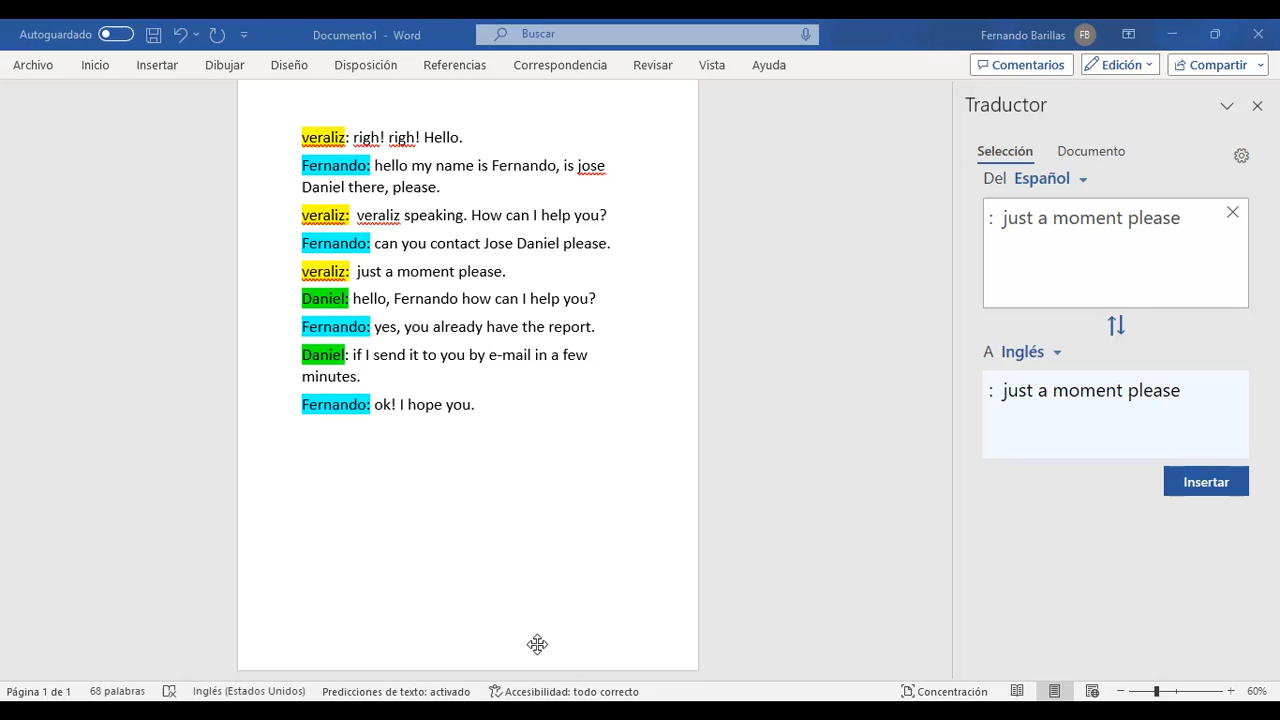 Autoguardado
Documento1 - Word
Buscar
Fernando Barillas FB
Archivo Inicio Insertar Dibujar Diseño Disposición Referencias Correspondencia Revisar Vista Ayuda
Comentarios Edición Compartir
veraliz: righ! righ! Hello.
Fernando: hello my name is Fernando, is jose
Daniel there, please.
veraliz: veraliz speaking. How can I help you?
Fernando: can you contact Jose Daniel please.
veraliz: just a moment please.
Daniel: hello, Fernando how can I help you?
Fernando: yes, you already have the report.
Daniel: if I send it to you by e-mail in a few
minutes.
Fernando: ok! I hope you.
Traductor
Selección Documento
Del Español
: just a moment please
A Inglés
: just a moment please
Insertar
Página 1 de 1 68 palabras Inglés (Estados Unidos) Predicciones de texto: activado Accesibilidad: todo correcto Concentración 60%